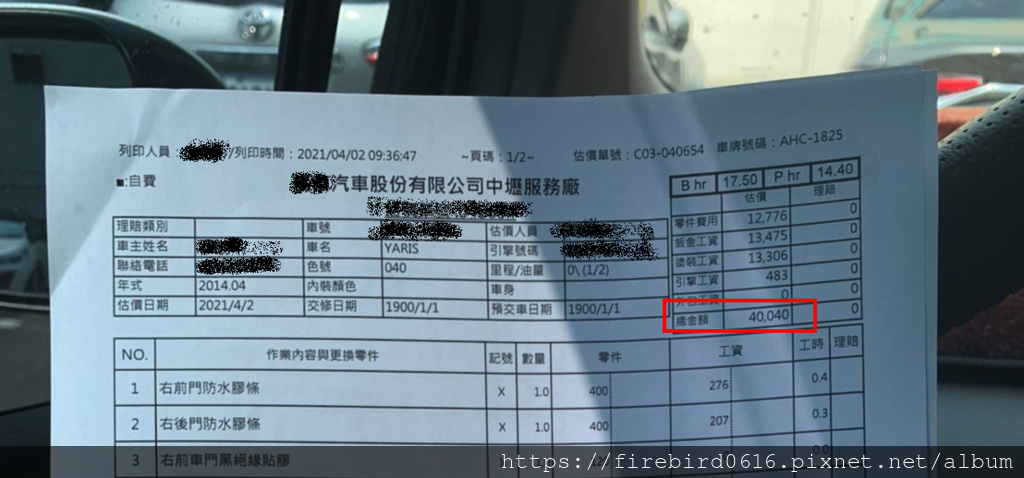 列印人員: /列印時間:2021/04/02 09:36:47 ~頁碼:1/2~ 估價單號:C03-040654 車牌號碼:AHC-1825
■:自費
汽車股份有限公司中壢服務廠
B hr 17.50 P hr 14.40
估價 理賠
零件費用 12,776 0
鈑金工資 13,475 0
塗裝工資 13,306 0
引擎工資 483 0
外包工資 0 0
總金額 40,040 0
理賠類別 車號 估價人員
車主姓名 車名 YARIS 引擎號碼
聯絡電話 色號 040 里程/油量 0\ (1/2)
年式 2014.04 內裝顏色 車身
估價日期 2021/4/2 交修日期 1900/1/1 預交車日期 1900/1/1
NO. 作業內容與更換零件 記號 數量 零件 工資 工時 理賠
1 右前門防水膠條 X 1.0 400 276 0.4
2 右後門防水膠條 X 1.0 400 207 0.3
3 右前車門黑絕緣貼膠
https://firebird0616.pixnet.net/album